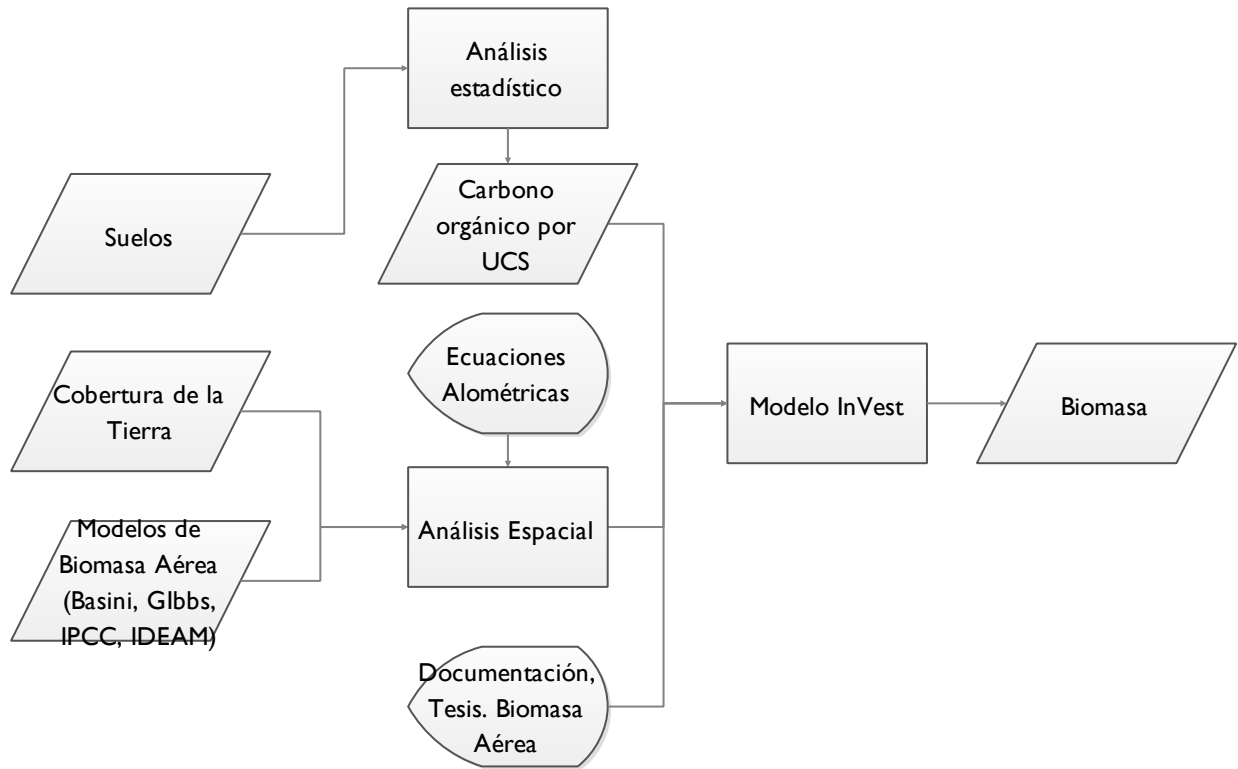 Análisis
estadístico
Suelos
Carbono
orgánico por
UCS
Cobertura de la
Tierra
Ecuaciones
Alométricas
Modelos de
Biomasa Aérea
(Basini, GIbbs,
IPCC, IDEAM)
Análisis Espacial
Documentación,
Tesis. Biomasa
Aérea
Modelo InVest
Biomasa